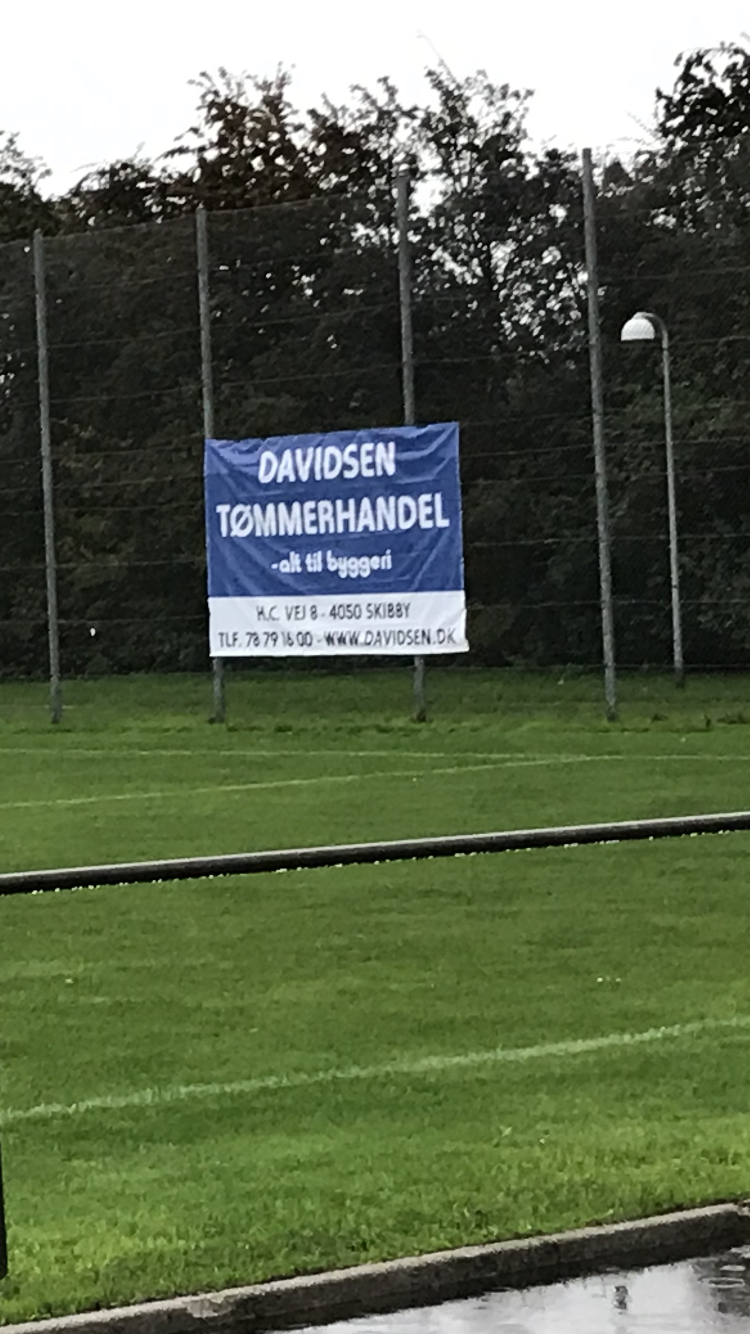 DAVIDSEN
TØMMERHANDEL
-alt til byggeri
H.C. VEJ 8 - 4050 SKIBBY
TLF. 78 79 16 00 - WWW.DAVIDSEN.DK